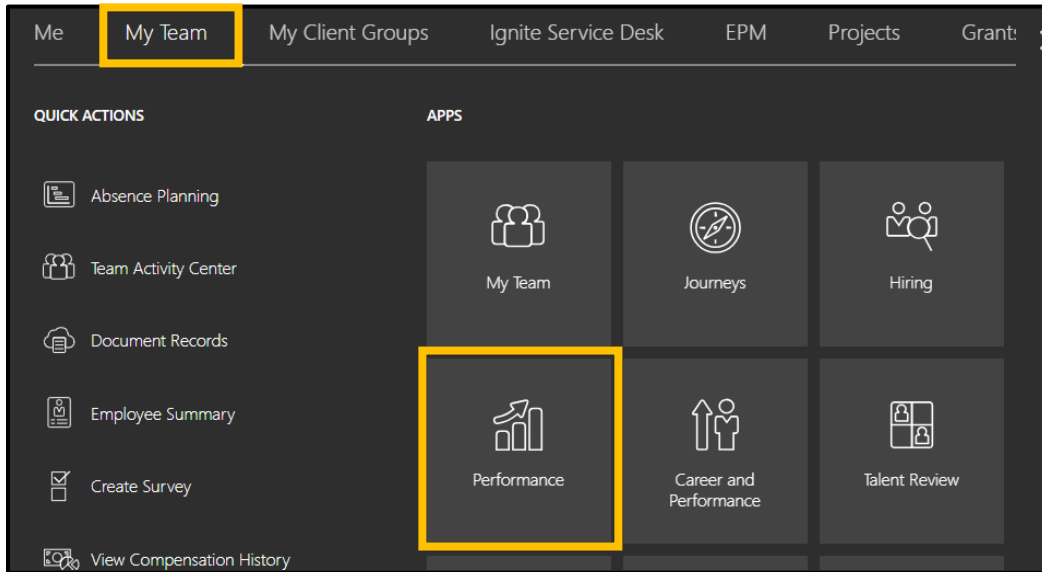 Me My Team My Client Groups Ignite Service Desk EPM Projects Grants
QUICK ACTIONS
APPS
Absence Planning
Team Activity Center
Document Records
Employee Summary
Create Survey
View Compensation History
My Team
Journeys
Hiring
Performance
Career and
Performance
Talent Review